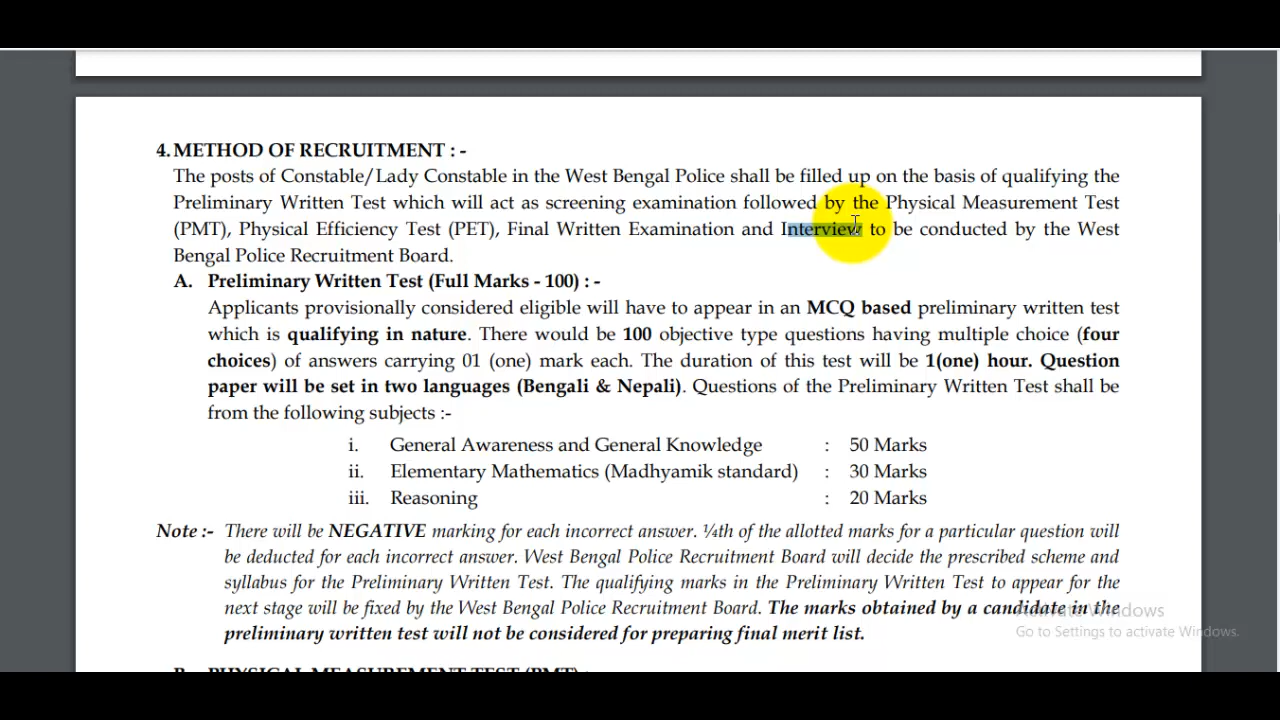 4. METHOD OF RECRUITMENT : -
The posts of Constable/Lady Constable in the West Bengal Police shall be filled up on the basis of qualifying the
Preliminary Written Test which will act as screening examination followed by the Physical Measurement Test
(PMT), Physical Efficiency Test (PET), Final Written Examination and Interview to be conducted by the West
Bengal Police Recruitment Board.
A. Preliminary Written Test (Full Marks - 100) : -
Applicants provisionally considered eligible will have to appear in an MCQ based preliminary written test
which is qualifying in nature. There would be 100 objective type questions having multiple choice (four
choices) of answers carrying 01 (one) mark each. The duration of this test will be 1(one) hour. Question
paper will be set in two languages (Bengali & Nepali). Questions of the Preliminary Written Test shall be
from the following subjects :-
i. General Awareness and General Knowledge : 50 Marks
ii. Elementary Mathematics (Madhyamik standard) : 30 Marks
iii. Reasoning : 20 Marks
Note :- There will be NEGATIVE marking for each incorrect answer. ¼th of the allotted marks for a particular question will
be deducted for each incorrect answer. West Bengal Police Recruitment Board will decide the prescribed scheme and
syllabus for the Preliminary Written Test. The qualifying marks in the Preliminary Written Test to appear for the
next stage will be fixed by the West Bengal Police Recruitment Board. The marks obtained by a candidate in the
preliminary written test will not be considered for preparing final merit list.
Activate Windows
Go to Settings to activate Windows.
B. PHYSICAL MEASUREMENT TEST (PMT) :